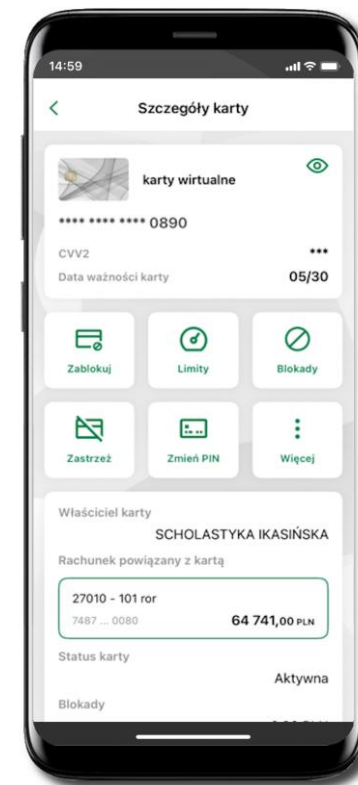 14:59
Szczegóły karty
karty wirtualne
**** **** **** 0890
CVV2 ***
Data ważności karty 05/30
Zablokuj Limity Blokady
Zastrzeż Zmień PIN Więcej
Właściciel karty
SCHOLASTYKA IKASIŃSKA
Rachunek powiązany z kartą
27010 - 101 ror
7487 ... 0080 64 741,00 PLN
Status karty
Aktywna
Blokady